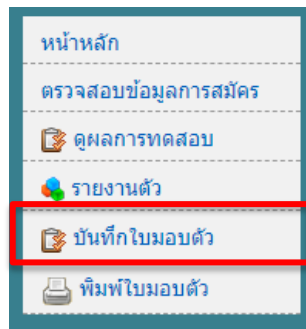 หน้าหลัก
ตรวจสอบข้อมูลการสมัคร
ดูผลการทดสอบ
รายงานตัว
บันทึกใบมอบตัว
พิมพ์ใบมอบตัว